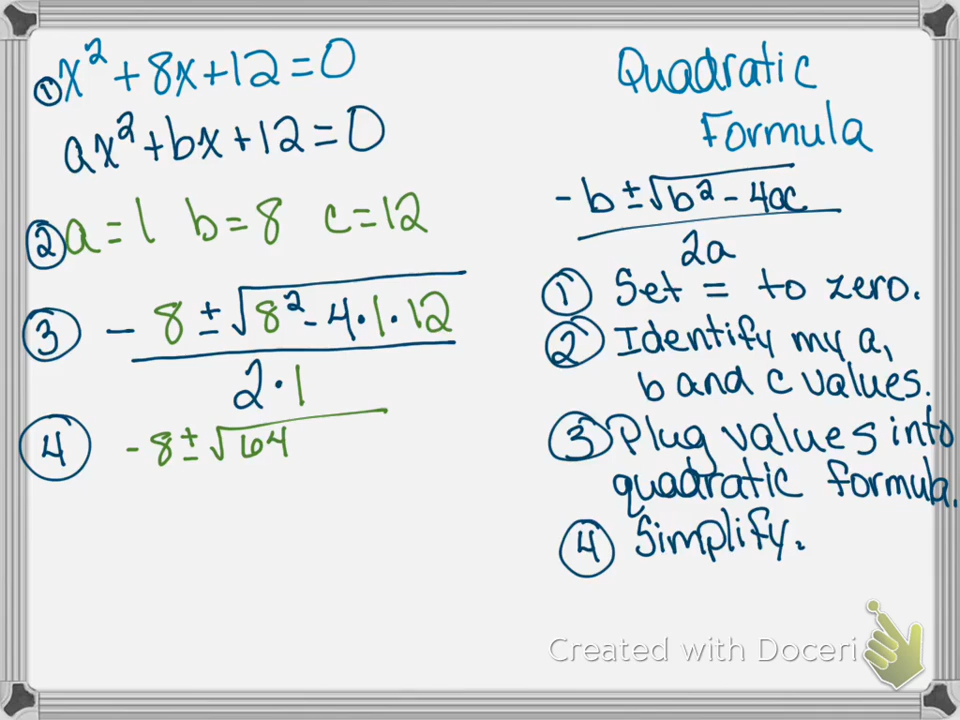 ① x² + 8x + 12 = 0
ax² + bx + 12 = 0
② a = 1 b = 8 c = 12
③ - 8 ± √8² - 4 • 1 • 12
2 • 1
④ - 8 ± √64
Quadratic
Formula
- b ± √b² - 4ac
2a
① Set = to zero.
② Identify my a,
b and c values.
③ Plug values into
quadratic formula.
④ Simplify.
Created with Doceri